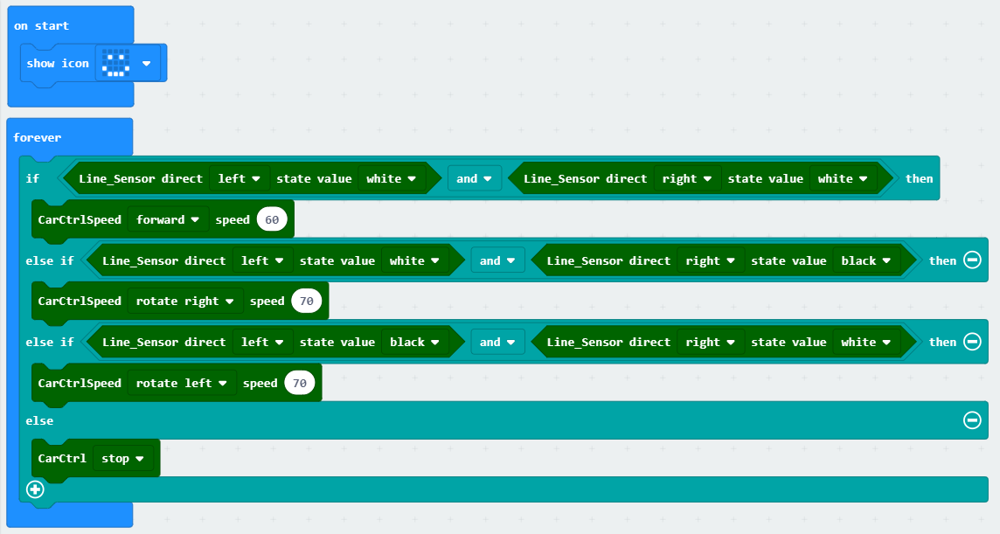 on start
show icon
forever
if Line_Sensor direct left state value white and Line_Sensor direct right state value white then
CarCtrlSpeed forward speed 60
else if Line_Sensor direct left state value white and Line_Sensor direct right state value black then
CarCtrlSpeed rotate right speed 70
else if Line_Sensor direct left state value black and Line_Sensor direct right state value white then
CarCtrlSpeed rotate left speed 70
else
CarCtrl stop